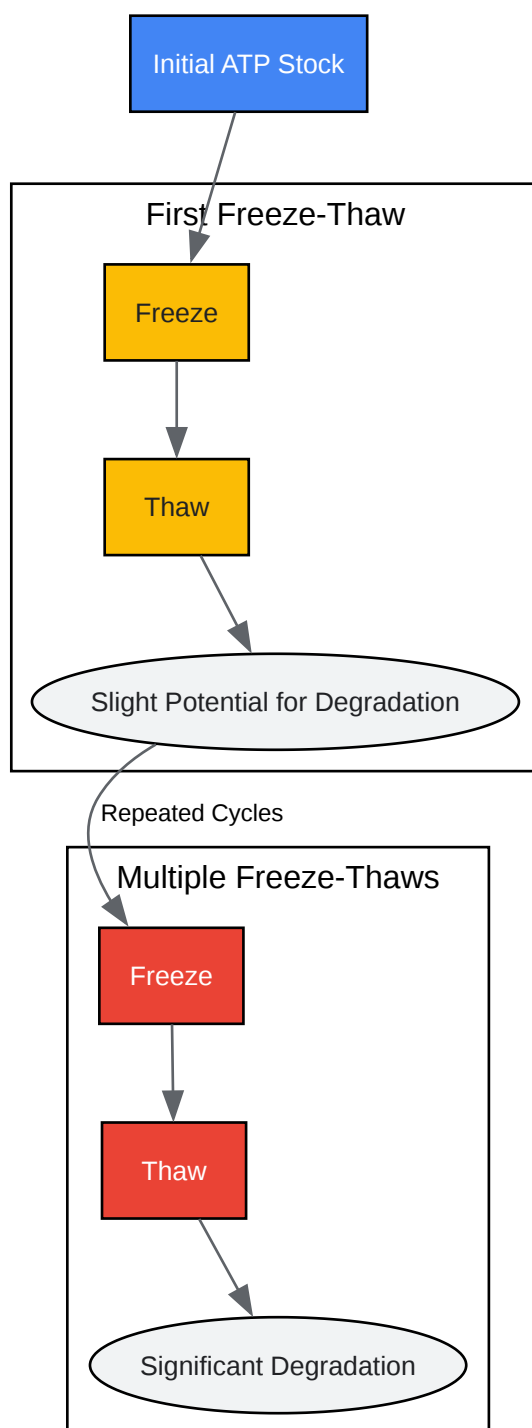 Initial ATP Stock
First Freeze-Thaw
Freeze
Thaw
Slight Potential for Degradation
Repeated Cycles
Multiple Freeze-Thaws
Freeze
Thaw
Significant Degradation